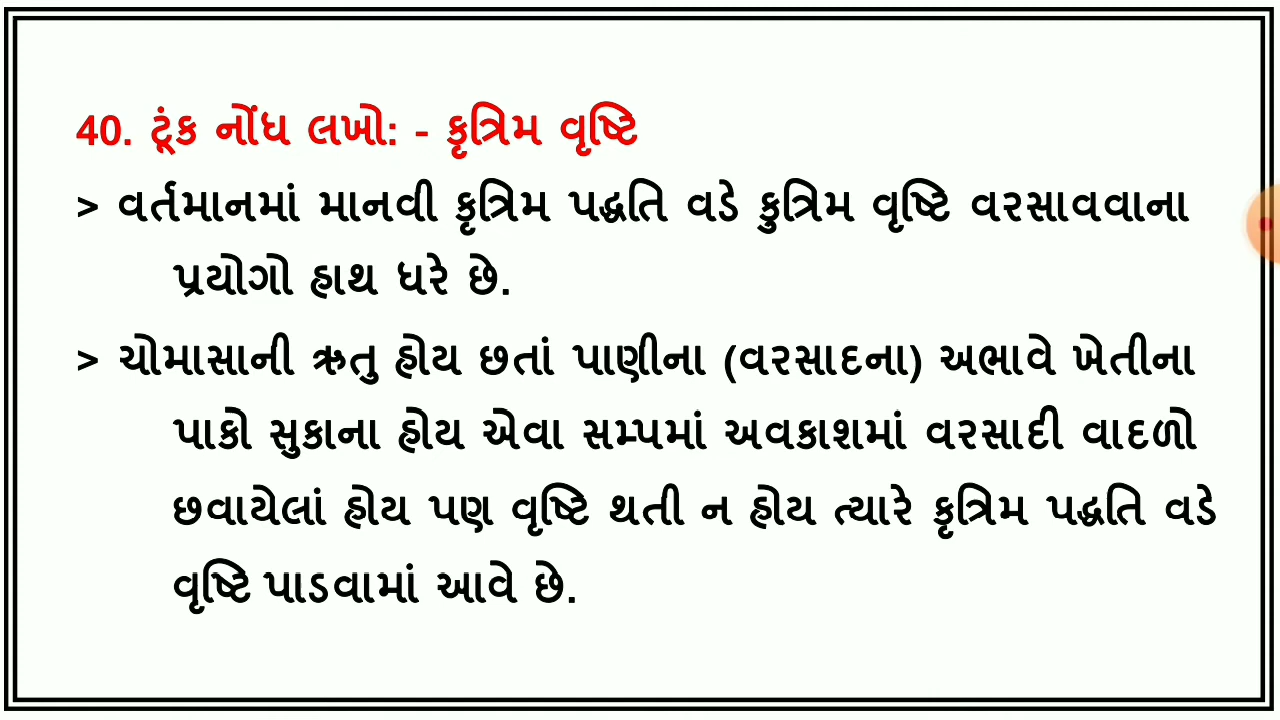 40. ટૂંક નોંધ લખો: - કૃત્રિમ વૃષ્ટિ
> વર્તમાનમાં માનવી કૃત્રિમ પદ્ધતિ વડે કુત્રિમ વૃષ્ટિ વરસાવવાના
પ્રયોગો હાથ ધરે છે.
> ચોમાસાની ઋતુ હોય છતાં પાણીના (વરસાદના) અભાવે ખેતીના
પાકો સુકાના હોય એવા સમ્પમાં અવકાશમાં વરસાદી વાદળો
છવાયેલાં હોય પણ વૃષ્ટિ થતી ન હોય ત્યારે કૃત્રિમ પદ્ધતિ વડે
વૃષ્ટિ પાડવામાં આવે છે.